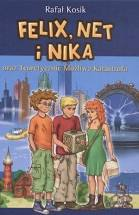 Rafał Kosik
FELIX, NET
i NIKA
oraz Teoretycznie Możliwa Katastrofa